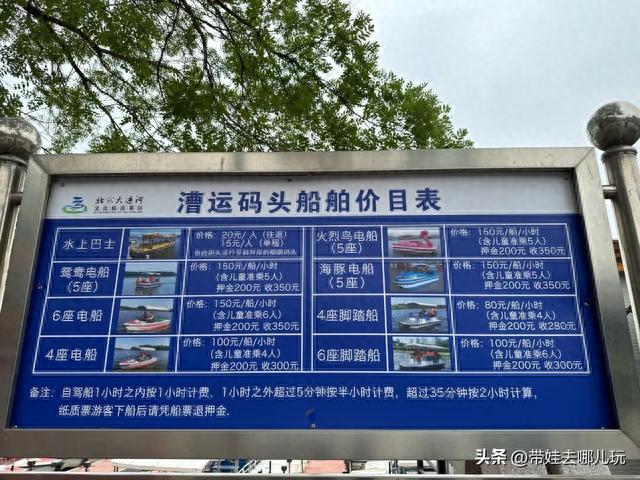 北京大运河
文化旅游景区
漕运码头船舶价目表
水上巴士
价格：20元/人（往返）
15元/人（单程）
鸳鸯电船
（5座）
价格：150元/船/小时
（含儿童准乘5人）
押金200元 收350元
6座电船
价格：150元/船/小时
（含儿童准乘6人）
押金200元 收350元
4座电船
价格：100元/船/小时
（含儿童准乘4人）
押金200元 收300元
火烈鸟电船
（5座）
价格：150元/船/小时
（含儿童准乘5人）
押金200元 收350元
海豚电船
（5座）
价格：150元/船/小时
（含儿童准乘5人）
押金200元 收350元
4座脚踏船
价格：80元/船/小时
（含儿童准乘4人）
押金200元 收280元
6座脚踏船
价格：100元/船/小时
（含儿童准乘6人）
押金200元 收300元
备注：自驾船1小时之内按1小时计费，1小时之外超过5分钟按半小时计费，超过35分钟按2小时计算，
纸质票游客下船后请凭船票退押金.
头条 @带娃去哪儿玩